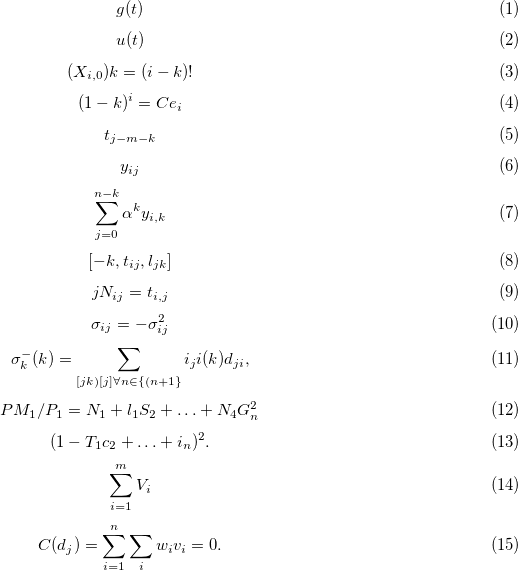 g(t) (1)
u(t) (2)
(X_{i,0})k = (i − k)! (3)
(1 − k)^i = Ce_i (4)
t_{j−m−k} (5)
y_{ij} (6)
\sum_{j=0}^{n−k} α^k y_{i,k} (7)
[−k, t_{ij}, l_{jk}] (8)
jN_{ij} = t_{i,j} (9)
σ_{ij} = −σ_{ij}^2 (10)
σ_k^−(k) = \sum_{[jk)[j]∀n∈{(n+1}} i_j i(k)d_{ji}, (11)
PM_1/P_1 = N_1 + l_1S_2 + … + N_4G_n^2 (12)
(1 − T_1c_2 + … + i_n)^2. (13)
\sum_{i=1}^{m} V_i (14)
C(d_j) = \sum_{i=1}^{n} \sum_i w_iv_i = 0. (15)